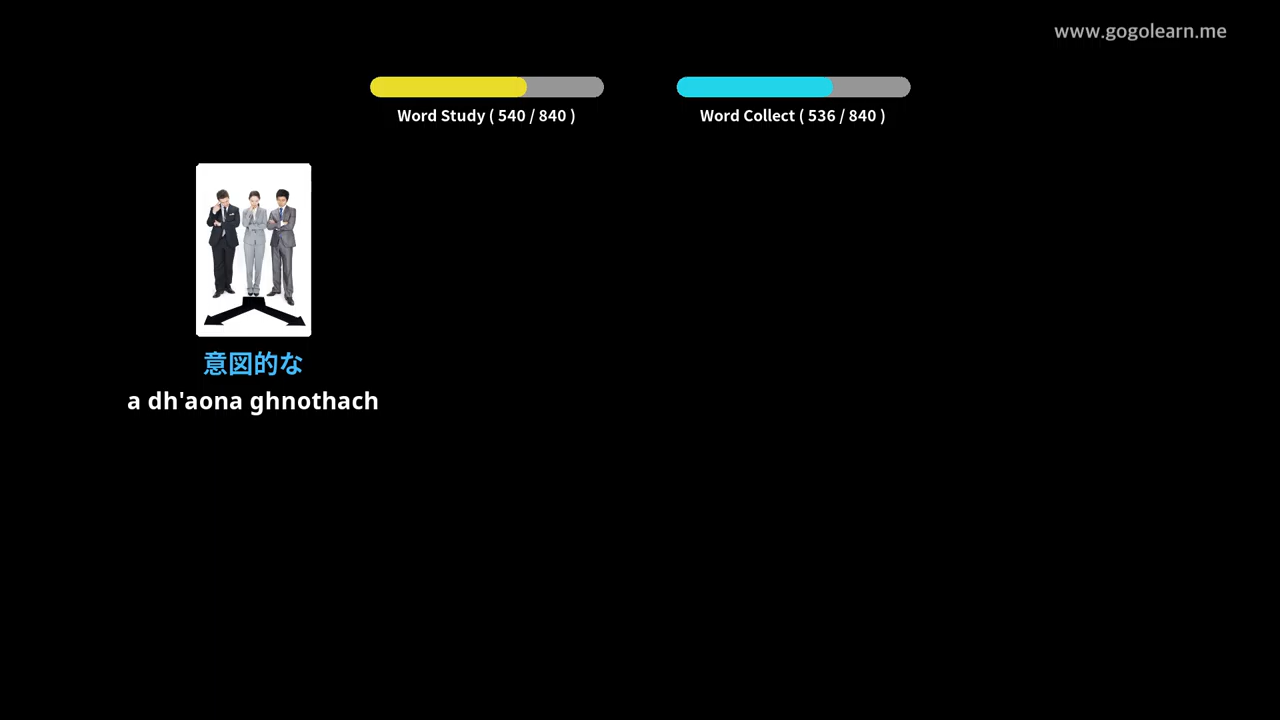 www.gogolearn.me
Word Study ( 540 / 840 )
Word Collect ( 536 / 840 )
意図的な
a dh'aona ghnothach